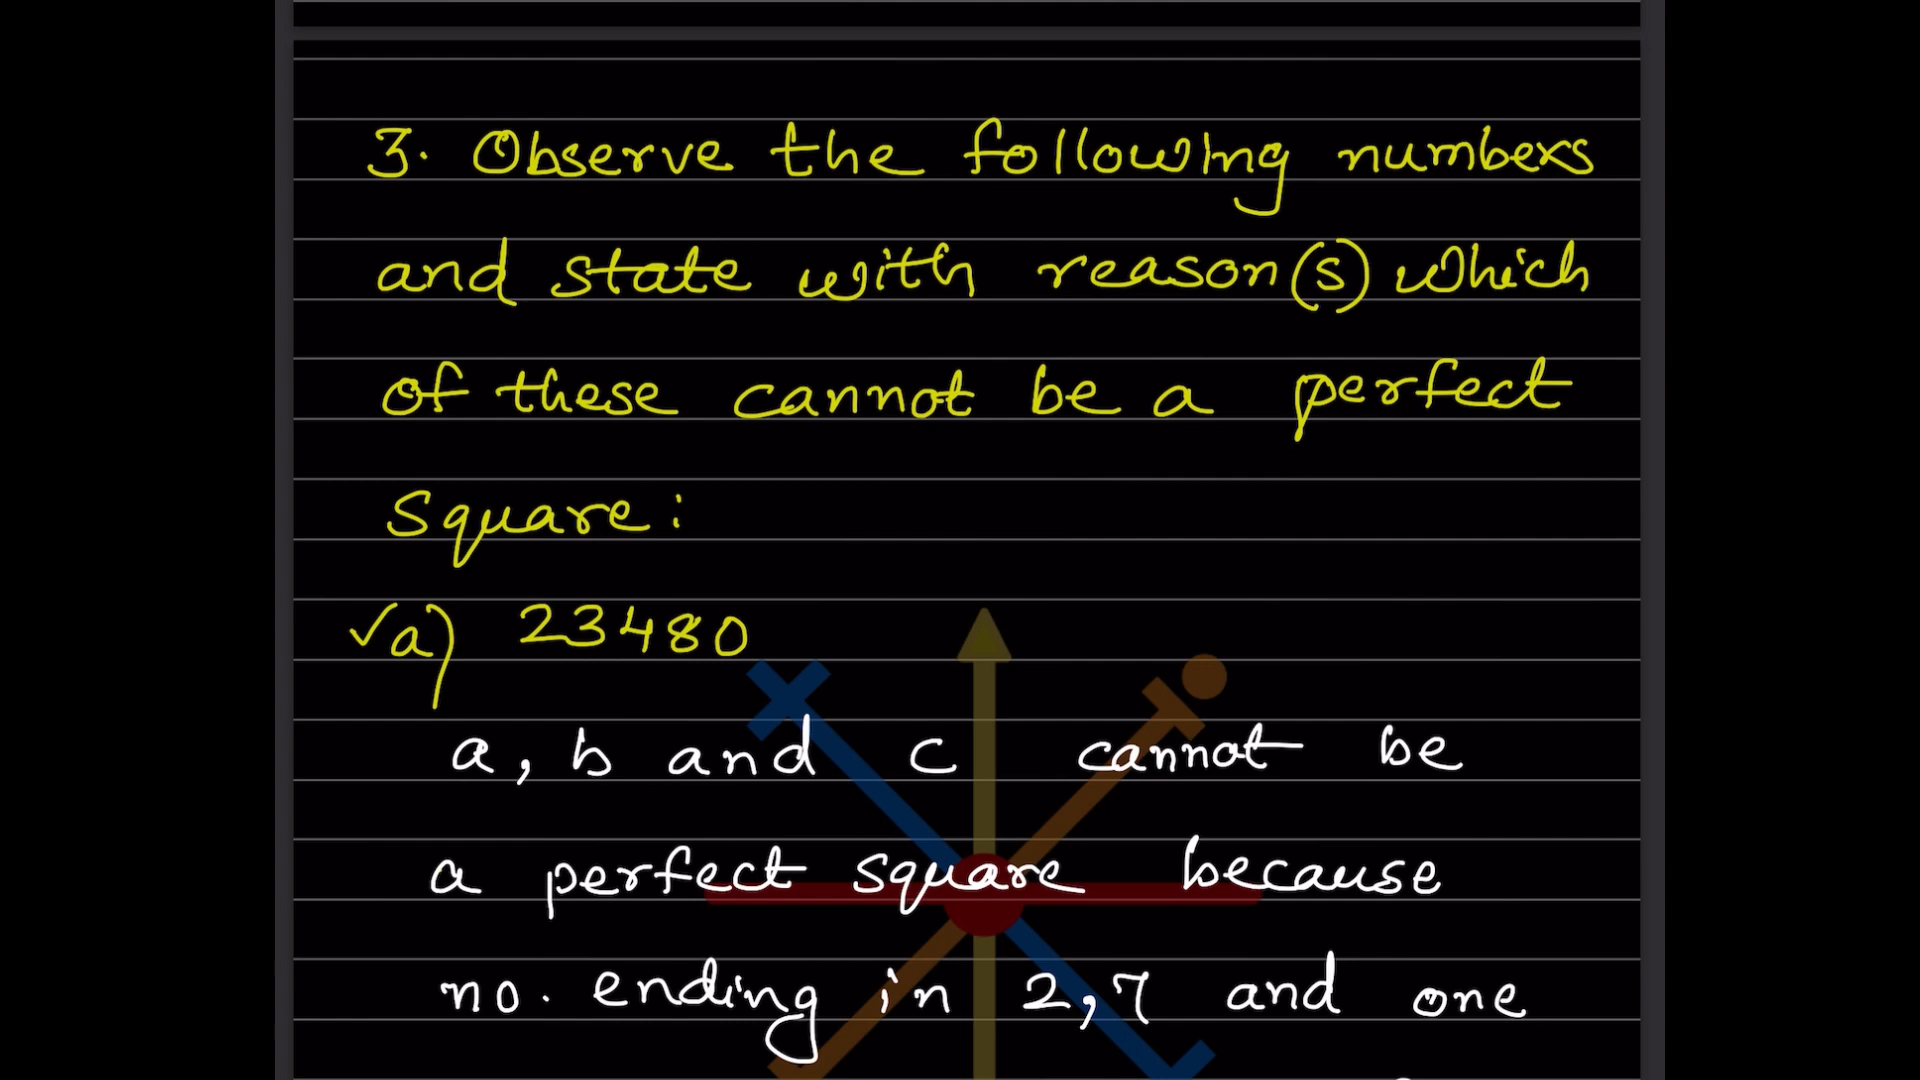 3. Observe the following numbers
and state with reason(s) which
of these cannot be a perfect
square:
√a) 23480
a, b and c cannot be
a perfect square because
no. ending in 2,7 and one